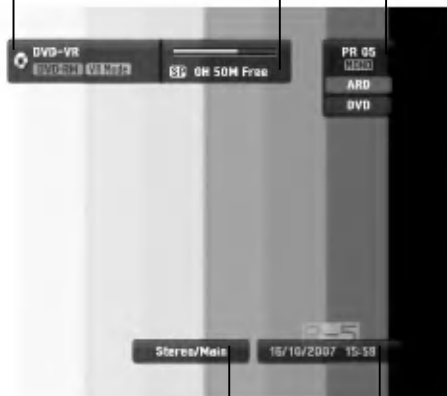 DVD-VR
DVD-RW VR Mode
SP 0H 50M Free
PR 05
MONO
ARD
DVD
Stereo/Main
16/10/2007 15:58